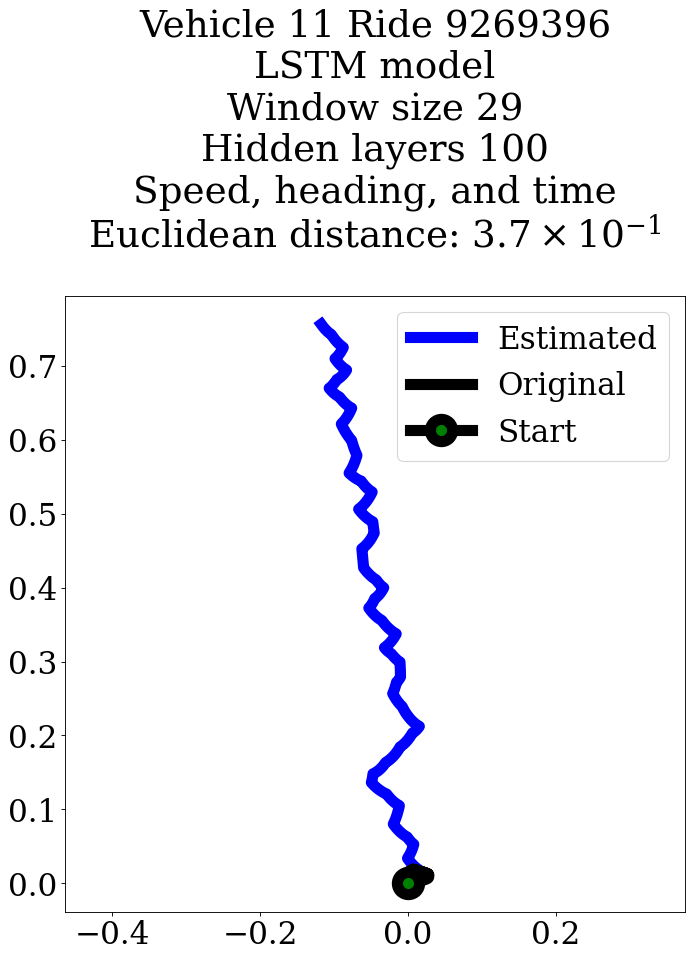 Vehicle 11 Ride 9269396
LSTM model
Window size 29
Hidden layers 100
Speed, heading, and time
Euclidean distance: 3.7 × 10⁻¹
Estimated
Original
Start
0.7
0.6
0.5
0.4
0.3
0.2
0.1
0.0
−0.4 −0.2 0.0 0.2